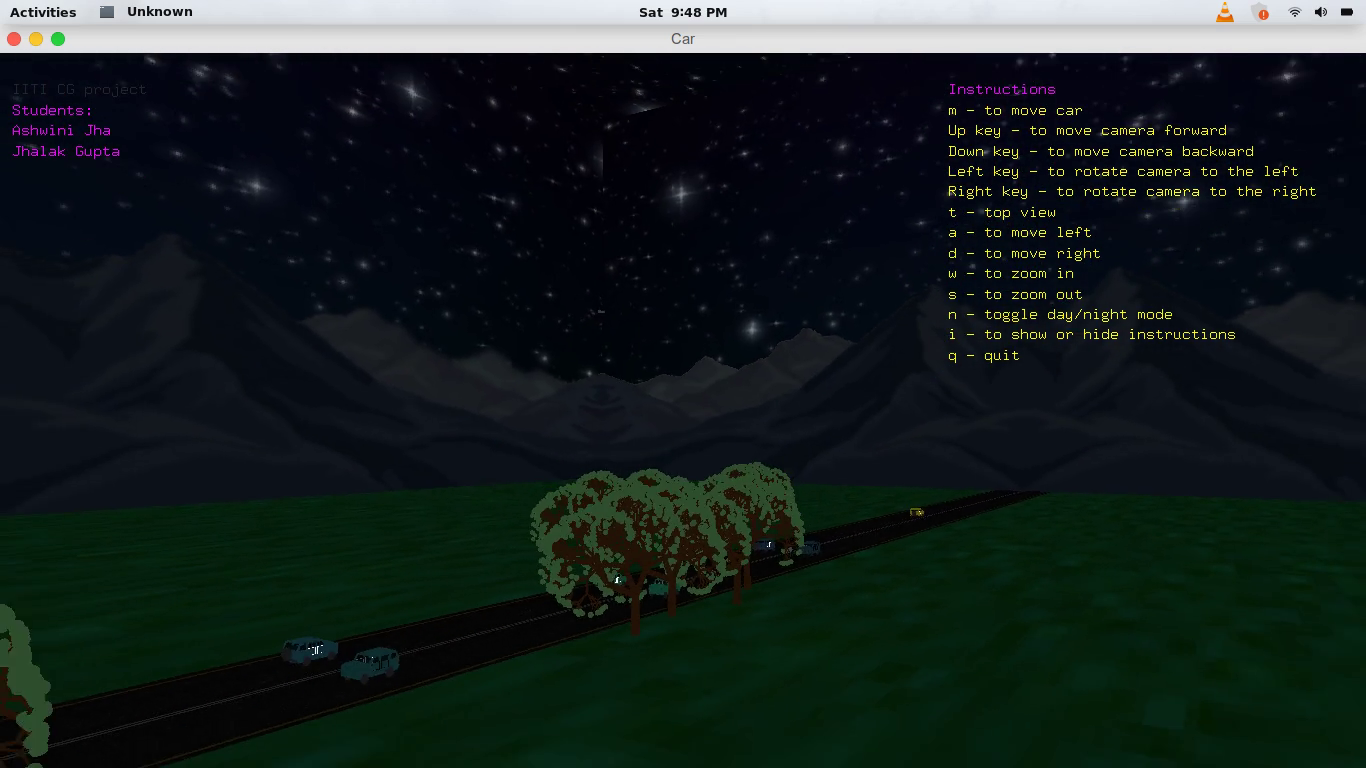 Activities Unknown Sat 9:48 PM
Car
IITI CG project
Students:
Ashwini Jha
Jhalak Gupta
Instructions
m - to move car
Up key - to move camera forward
Down key - to move camera backward
Left key - to rotate camera to the left
Right key - to rotate camera to the right
t - top view
a - to move left
d - to move right
w - to zoom in
s - to zoom out
n - toggle day/night mode
i - to show or hide instructions
q - quit